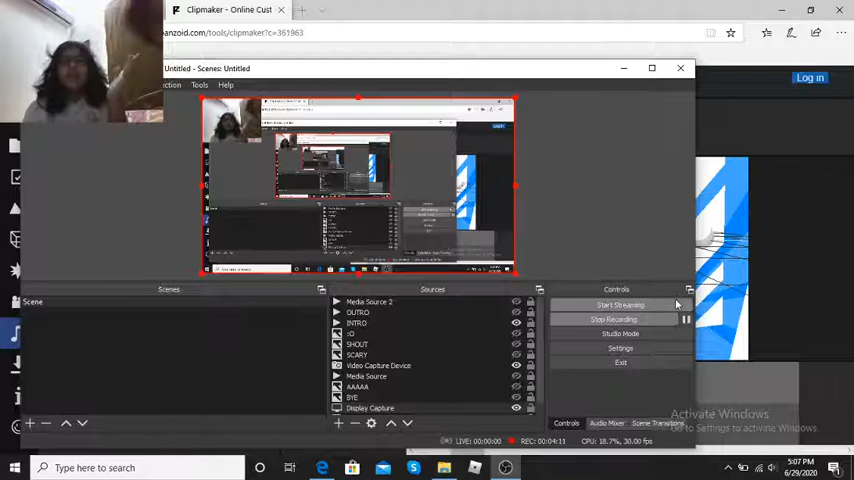 Clipmaker - Online Cust
anzoid.com/tools/clipmaker?c=361963
Untitled - Scenes: Untitled
ection Tools Help
Log in
Scenes
Sources
Controls
Scene
Media Source 2
OUTRO
INTRO
:O
SHOUT
SCARY
Video Capture Device
Media Source
AAAAA
BYE
Display Capture
Start Streaming
Stop Recording
Studio Mode
Settings
Exit
Controls Audio Mixer Scene Transitions
Activate Windows
Go to Settings to activate Windows.
LIVE: 00:00:00 REC: 00:04:11 CPU: 18.7%, 30.00 fps
Type here to search
5:07 PM
6/29/2020